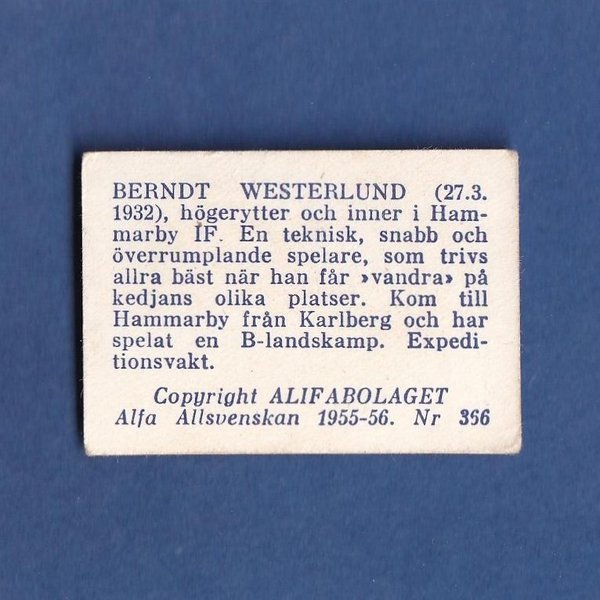 BERNDT WESTERLUND (27.3.
1932), högerytter och inner i Ham-
marby IF. En teknisk, snabb och
överrumplande spelare, som trivs
allra bäst när han får »vandra» på
kedjans olika platser. Kom till
Hammarby från Karlberg och har
spelat en B-landskamp. Expedi-
tionsvakt.
Copyright ALIFABOLAGET
Alfa Allsvenskan 1955-56. Nr 366